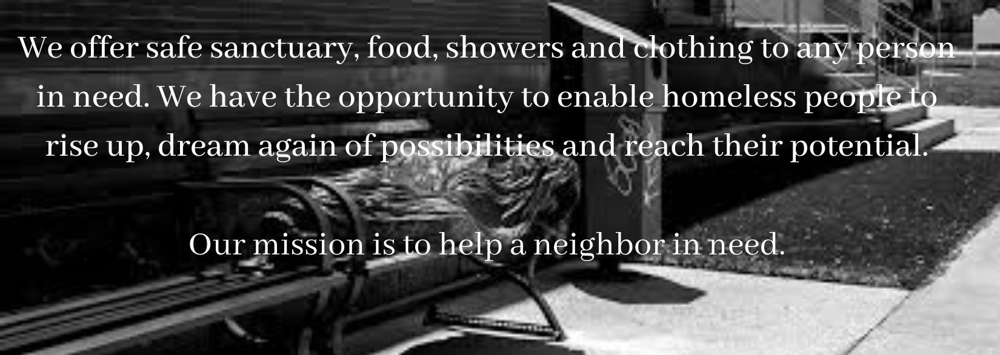 We offer safe sanctuary, food, showers and clothing to any person
in need. We have the opportunity to enable homeless people to
rise up, dream again of possibilities and reach their potential.
Our mission is to help a neighbor in need.